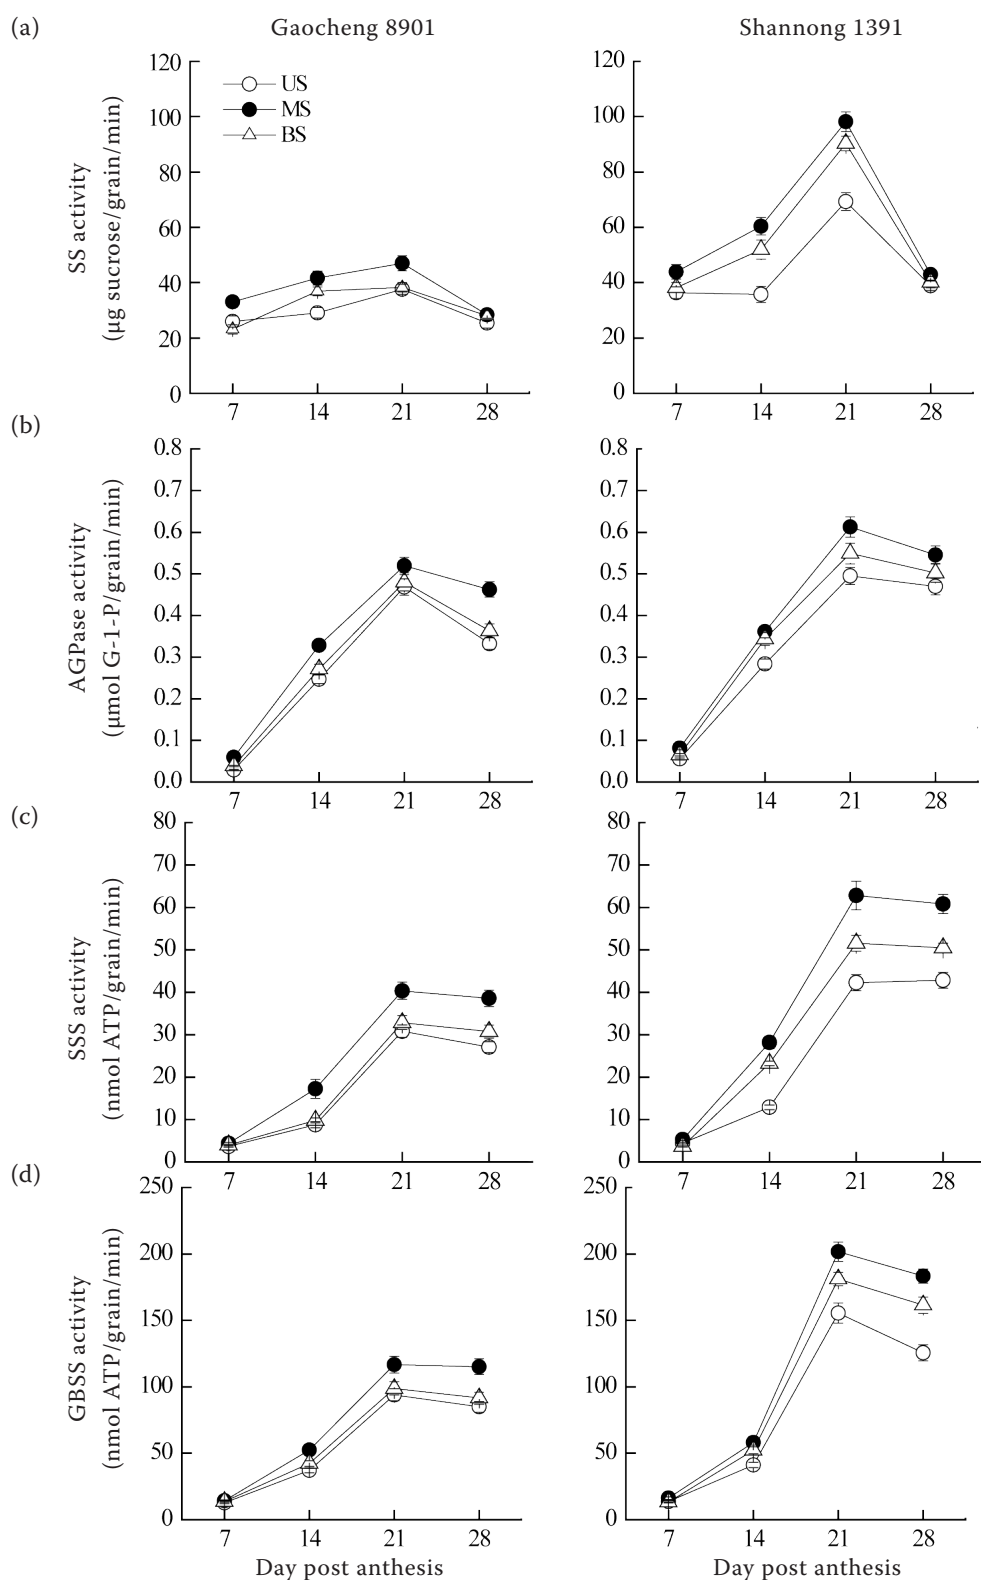 (a)
Gaocheng 8901
Shannong 1391
SS activity
(µg sucrose/grain/min)
120
100
80
60
40
20
0
US
MS
BS
7 14 21 28
120
100
80
60
40
20
0
7 14 21 28
(b)
AGPase activity
(µmol G-1-P/grain/min)
0.8
0.7
0.6
0.5
0.4
0.3
0.2
0.1
0.0
7 14 21 28
0.8
0.7
0.6
0.5
0.4
0.3
0.2
0.1
0.0
7 14 21 28
(c)
SSS activity
(nmol ATP/grain/min)
80
70
60
50
40
30
20
10
0
7 14 21 28
80
70
60
50
40
30
20
10
0
7 14 21 28
(d)
GBSS activity
(nmol ATP/grain/min)
250
200
150
100
50
0
7 14 21 28
Day post anthesis
250
200
150
100
50
0
7 14 21 28
Day post anthesis